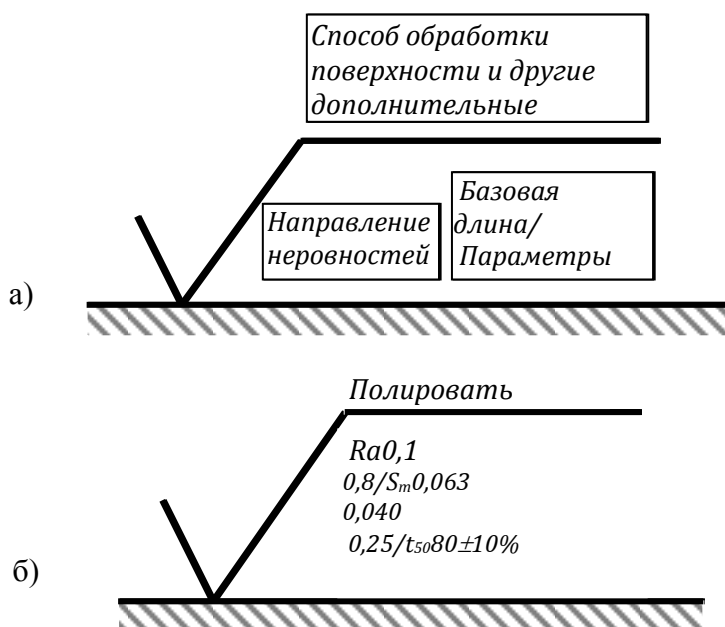 Способ обработки
поверхности и другие
дополнительные
Направление
неровностей
Базовая
длина/
Параметры
а)
Полировать
Ra0,1
0,8/Sm0,063
0,040
0,25/t5080±10%
б)